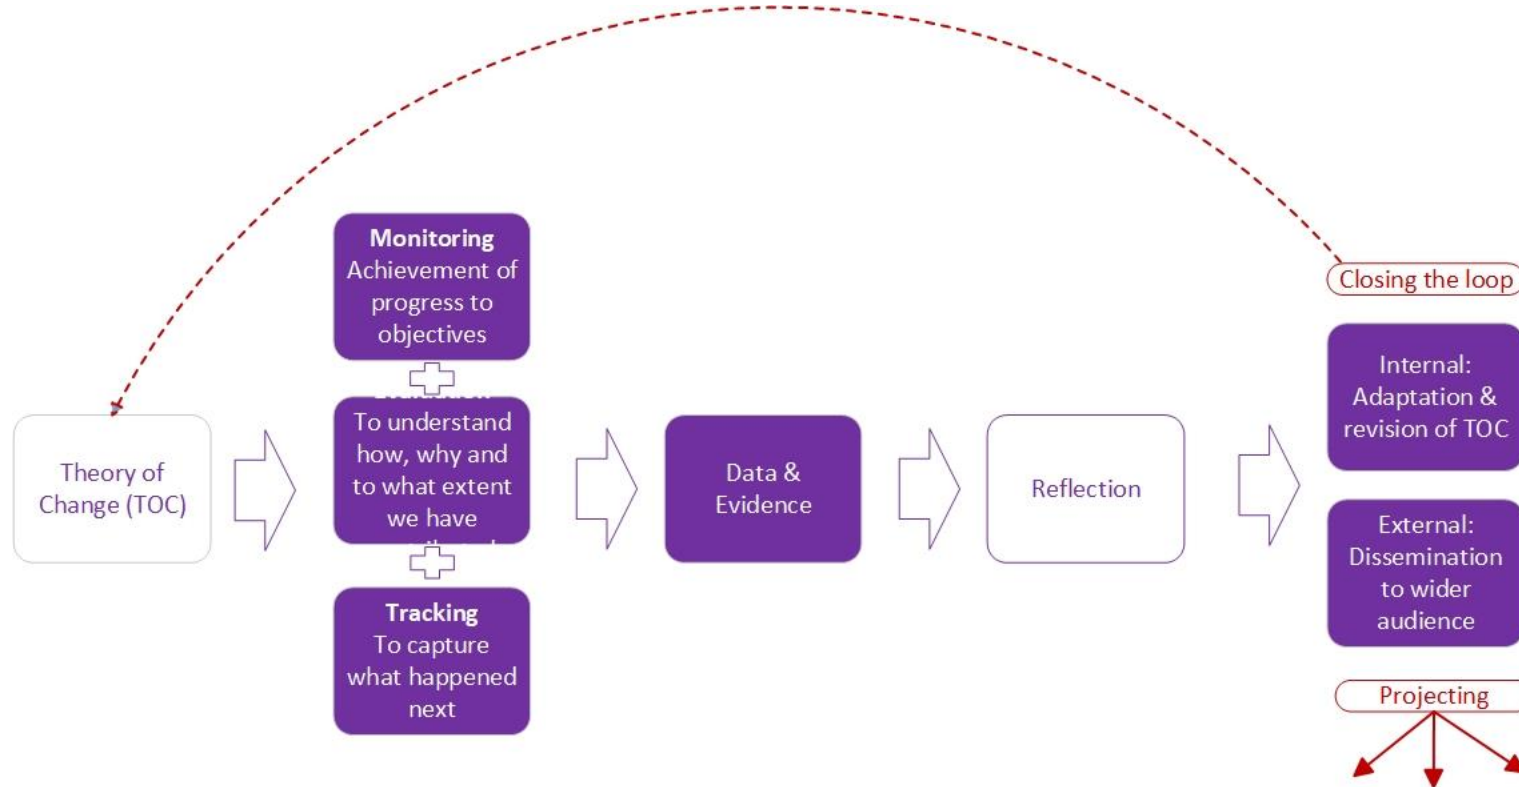 Closing the loop
Monitoring
Achievement of
progress to
objectives
Theory of
Change (TOC)
To understand
how, why and
to what extent
we have
Tracking
To capture
what happened
next
Data &
Evidence
Reflection
Internal:
Adaptation &
revision of TOC
External:
Dissemination
to wider
audience
Projecting